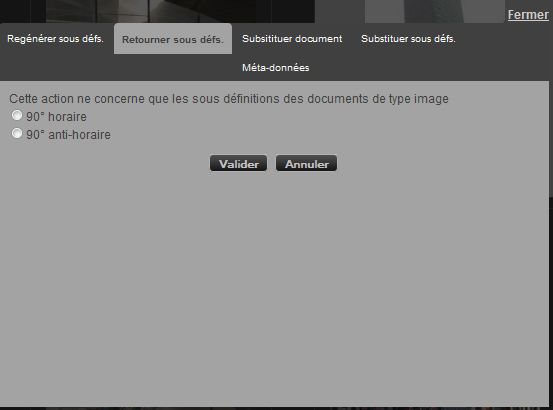 Fermer
Regénérer sous défs.
Retourner sous défs.
Subsitituer document
Substituer sous défs.
Méta-données
Cette action ne concerne que les sous définitions des documents de type image
90° horaire
90° anti-horaire
Valider
Annuler